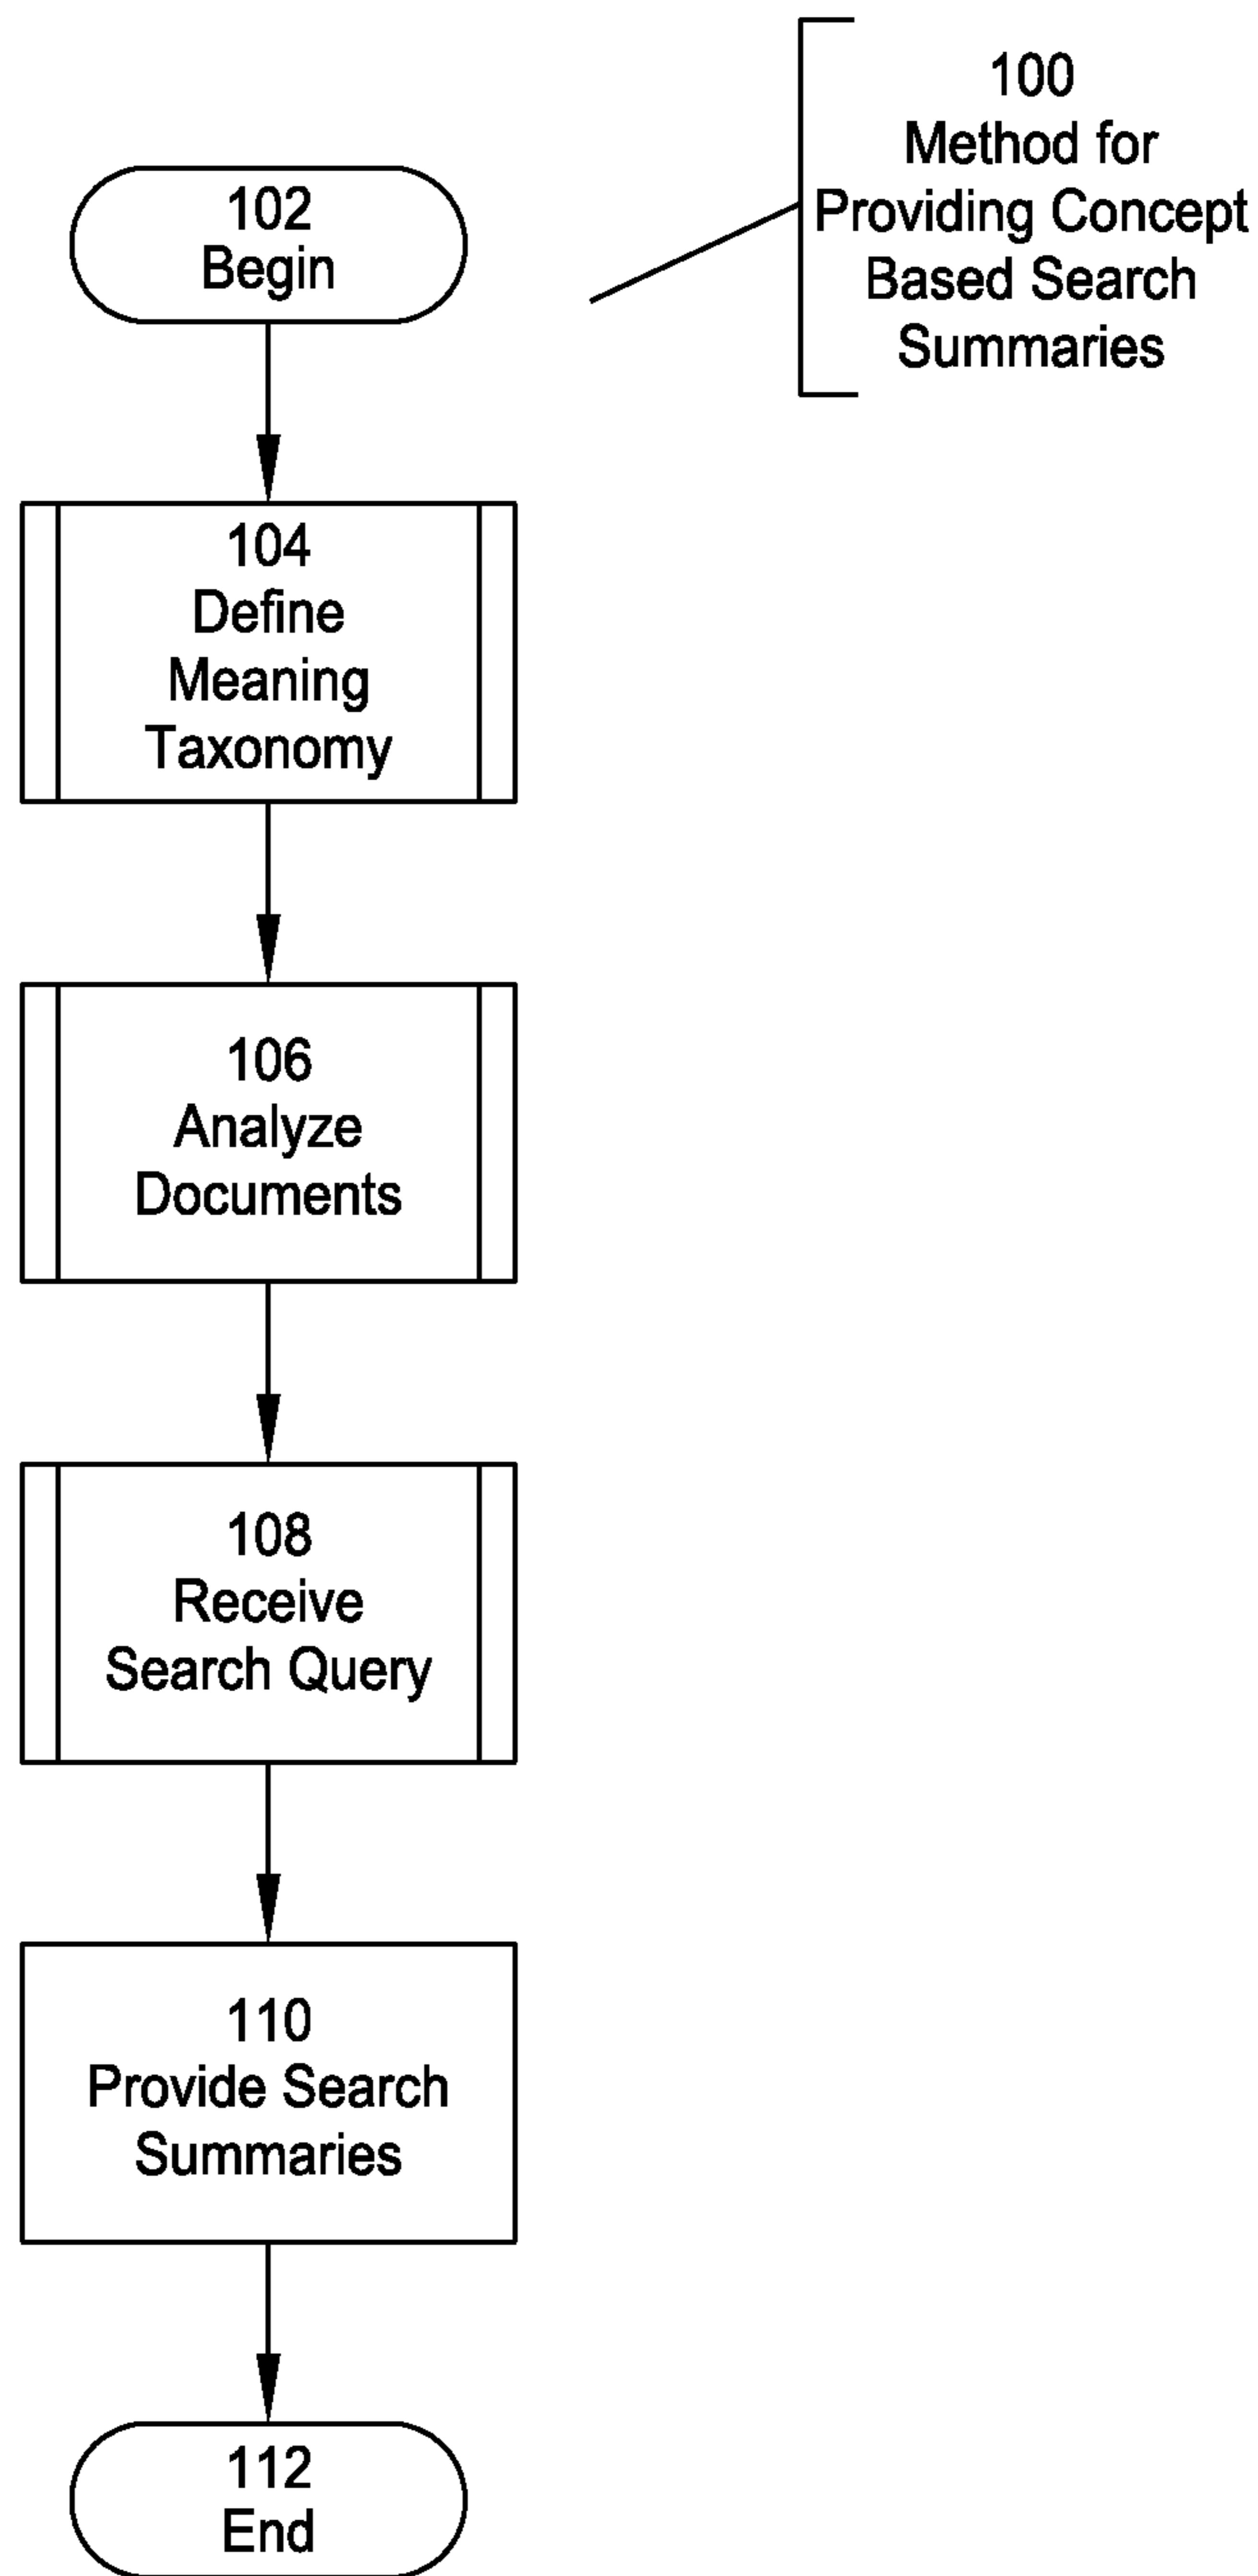 100
Method for
Providing Concept
Based Search
Summaries
102
Begin
104
Define
Meaning
Taxonomy
106
Analyze
Documents
108
Receive
Search Query
110
Provide Search
Summaries
112
End